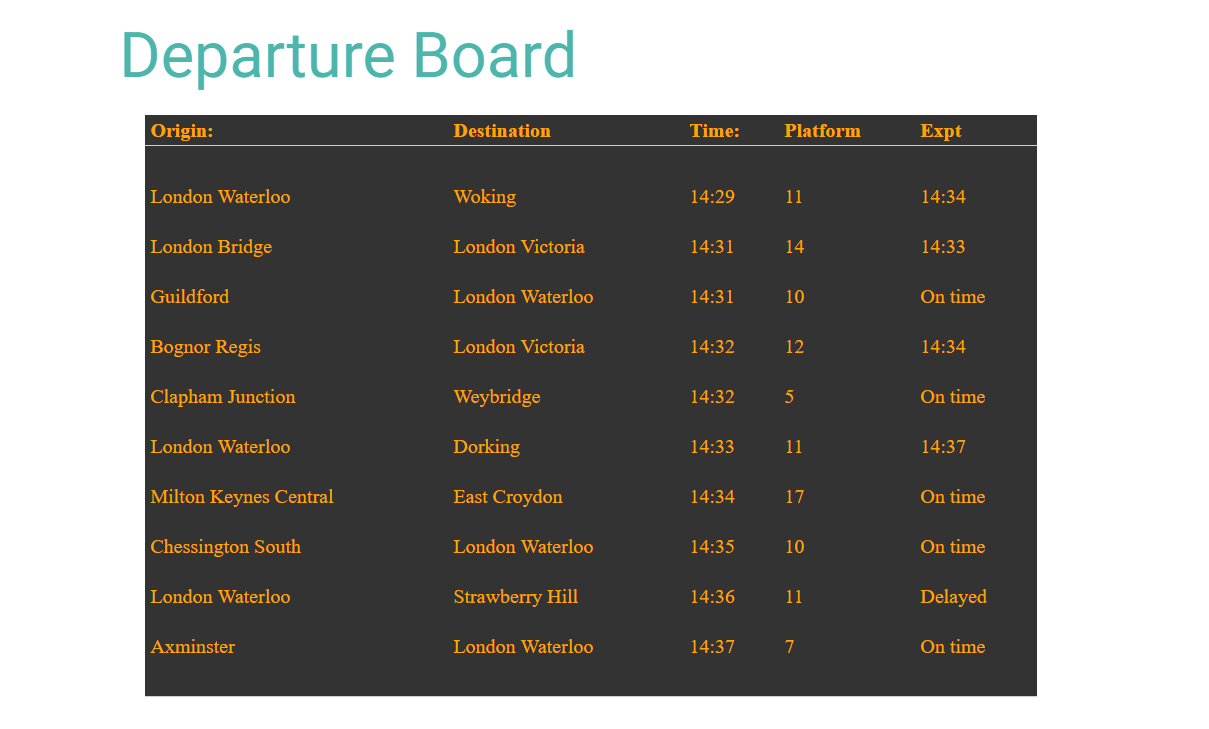 Departure Board
Origin: Destination Time: Platform Expt
London Waterloo Woking 14:29 11 14:34
London Bridge London Victoria 14:31 14 14:33
Guildford London Waterloo 14:31 10 On time
Bognor Regis London Victoria 14:32 12 14:34
Clapham Junction Weybridge 14:32 5 On time
London Waterloo Dorking 14:33 11 14:37
Milton Keynes Central East Croydon 14:34 17 On time
Chessington South London Waterloo 14:35 10 On time
London Waterloo Strawberry Hill 14:36 11 Delayed
Axminster London Waterloo 14:37 7 On time